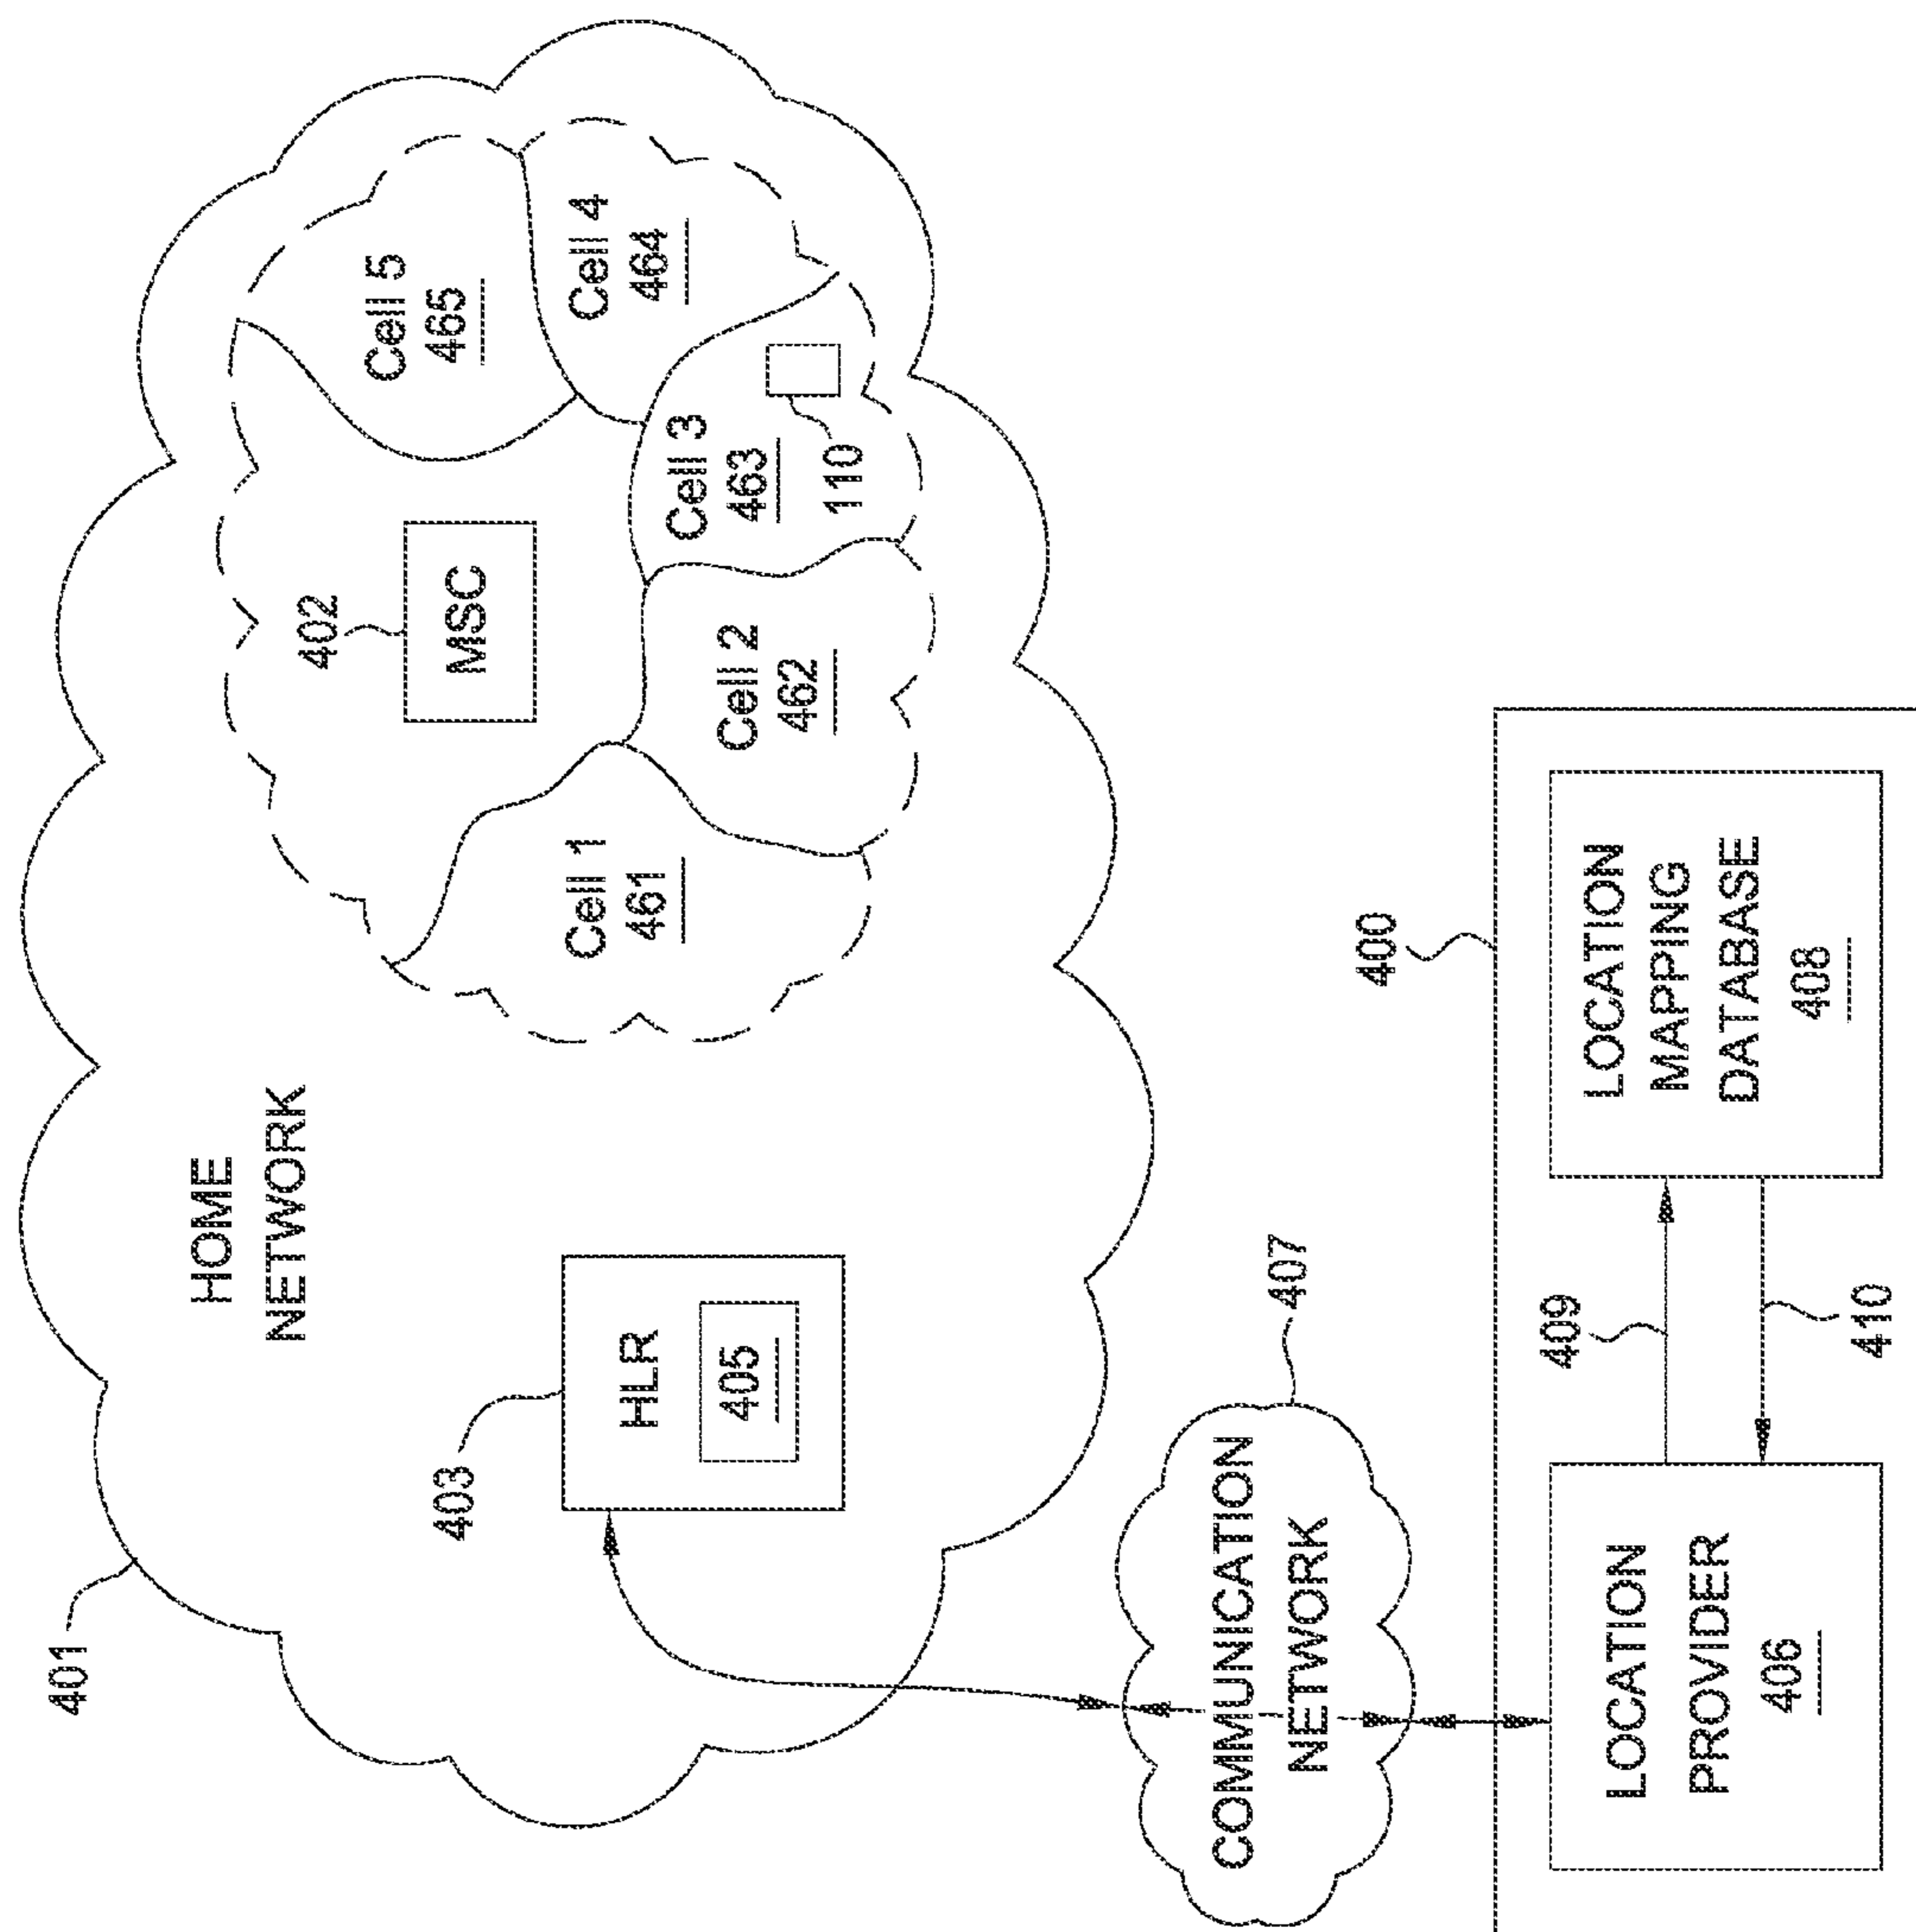 401
HOME
NETWORK
402
MSC
Cell 5
465
Cell 4
464
Cell 3
463
110
Cell 2
462
Cell 1
461
403
HLR
405
COMMUNICATION
NETWORK
407
400
LOCATION
PROVIDER
406
409
410
LOCATION
MAPPING
DATABASE
408